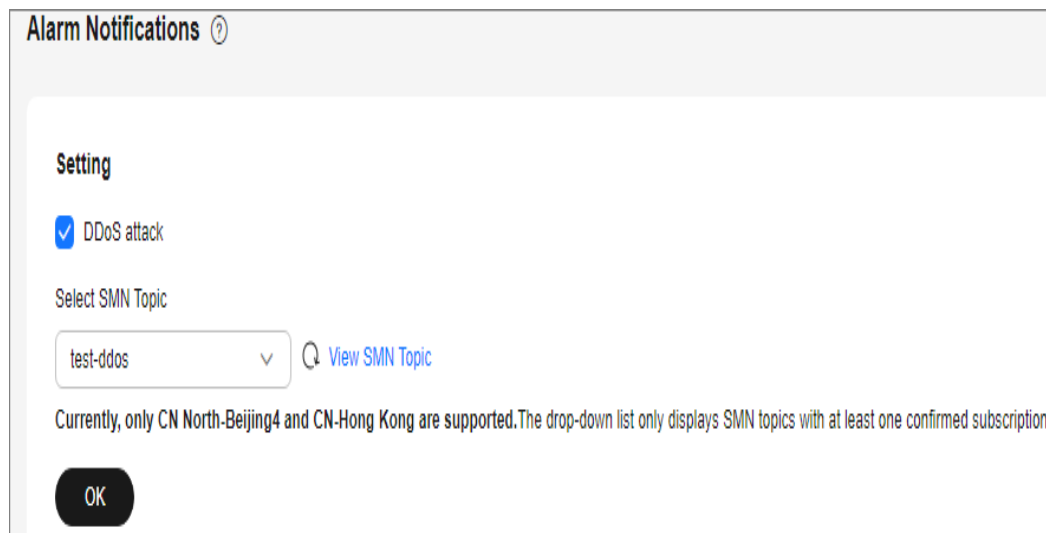 Alarm Notifications ?
Setting
DDoS attack
Select SMN Topic
test-ddos
View SMN Topic
Currently, only CN North-Beijing4 and CN-Hong Kong are supported.The drop-down list only displays SMN topics with at least one confirmed subscription
OK